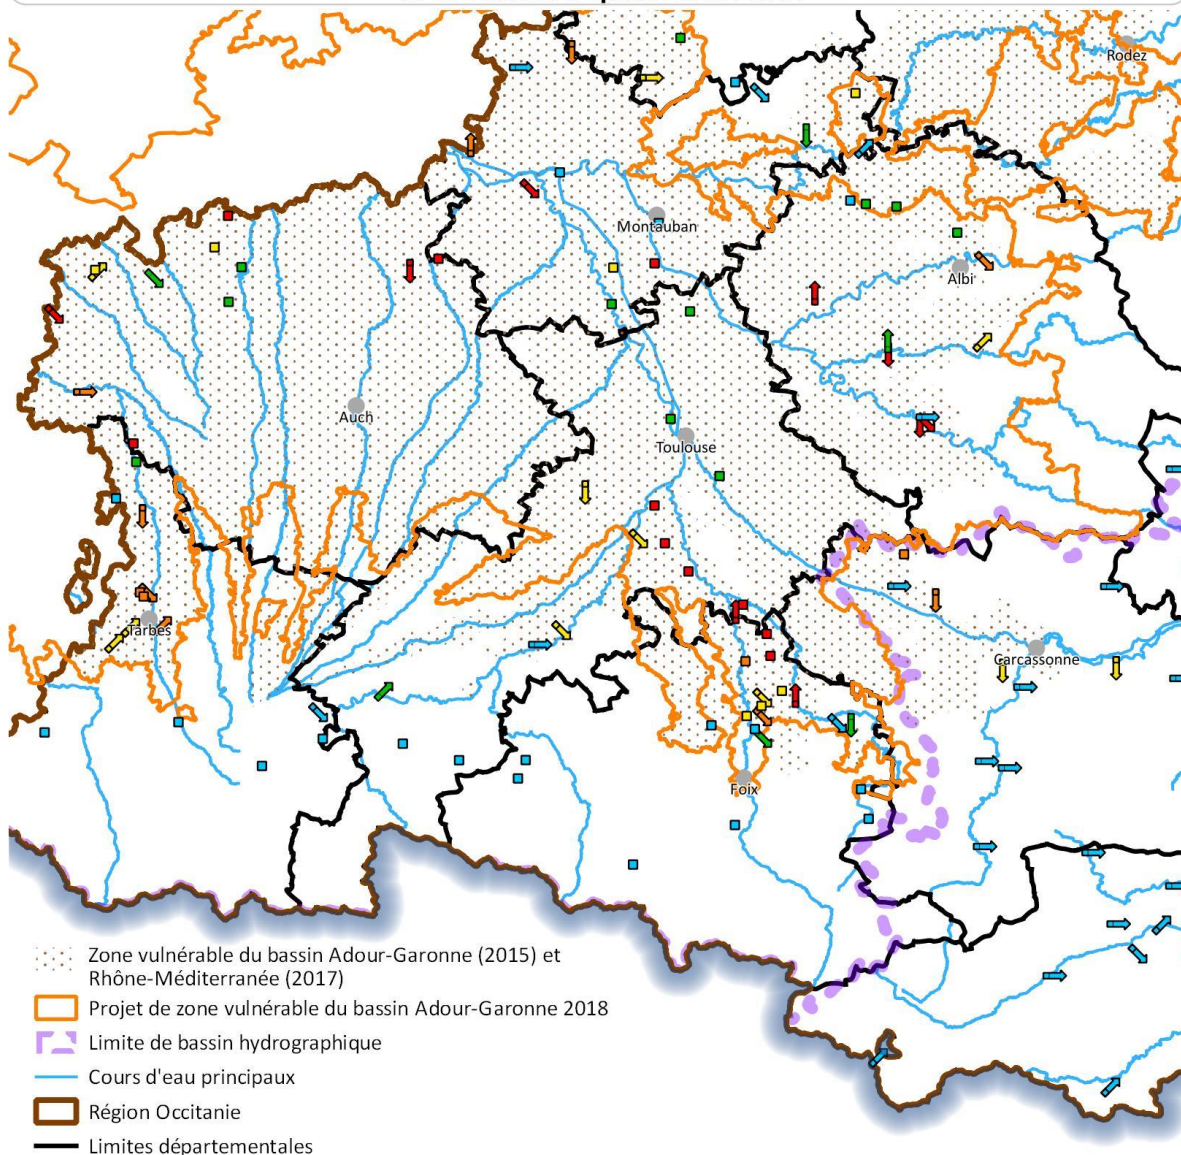 Rodez
Montauban
Albi
Auch
Toulouse
Tarbes
Carcassonne
Foix
Zone vulnérable du bassin Adour-Garonne (2015) et
Rhône-Méditerranée (2017)
Projet de zone vulnérable du bassin Adour-Garonne 2018
Limite de bassin hydrographique
Cours d'eau principaux
Région Occitanie
Limites départementales